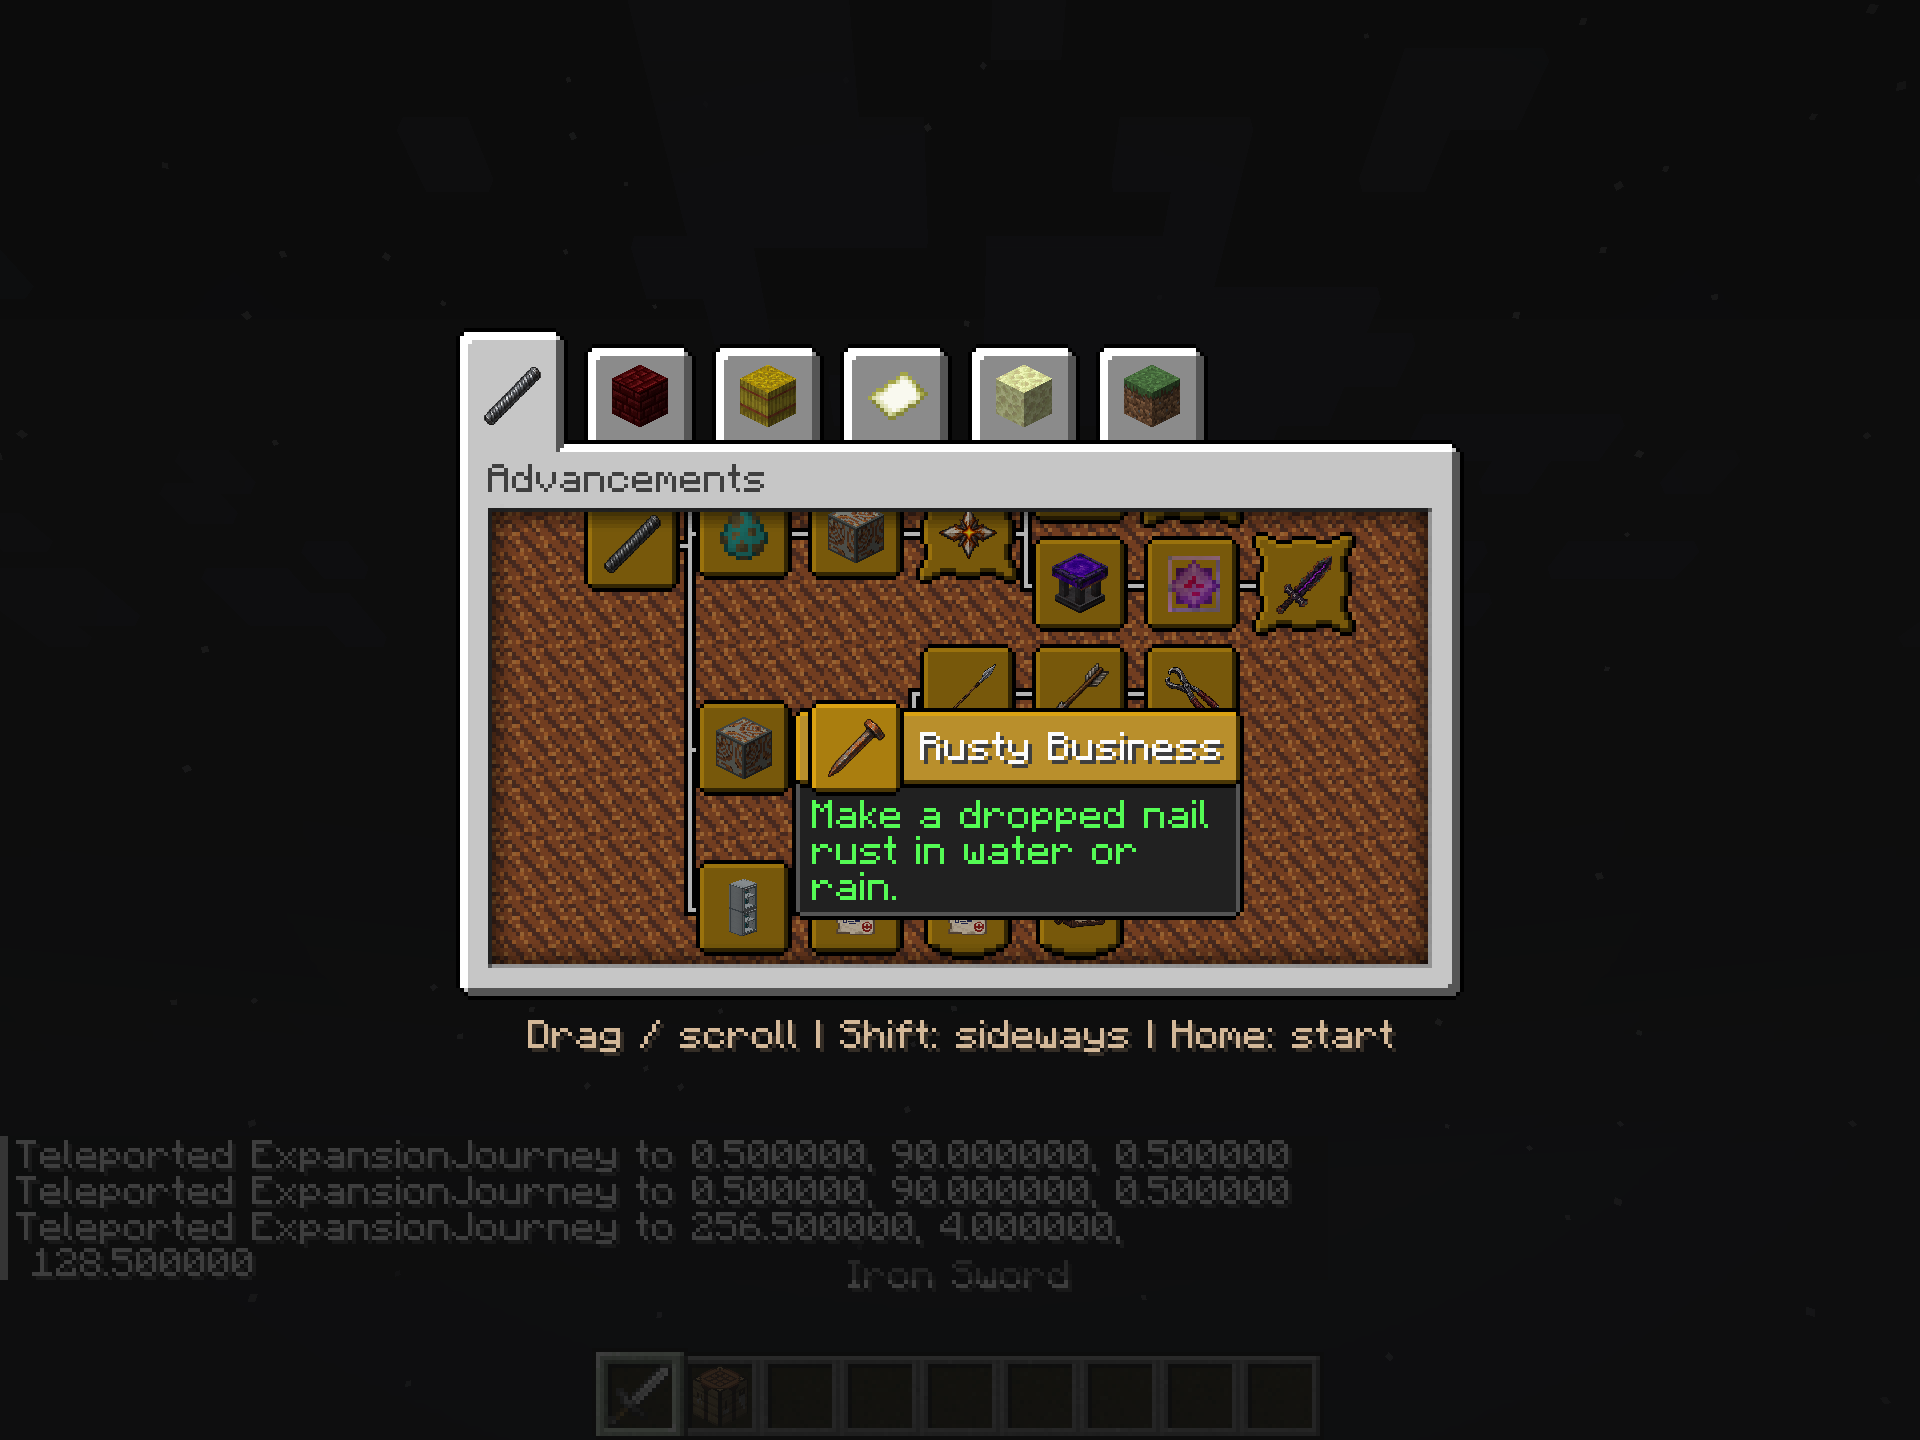 Advancements
Rusty Business
Make a dropped nail
rust in water or
rain.
Drag / scroll | Shift: sideways | Home: start
Teleported ExpansionJourney to 0.500000, 90.000000, 0.500000
Teleported ExpansionJourney to 0.500000, 90.000000, 0.500000
Teleported ExpansionJourney to 256.500000, 4.000000,
128.500000
Iron Sword